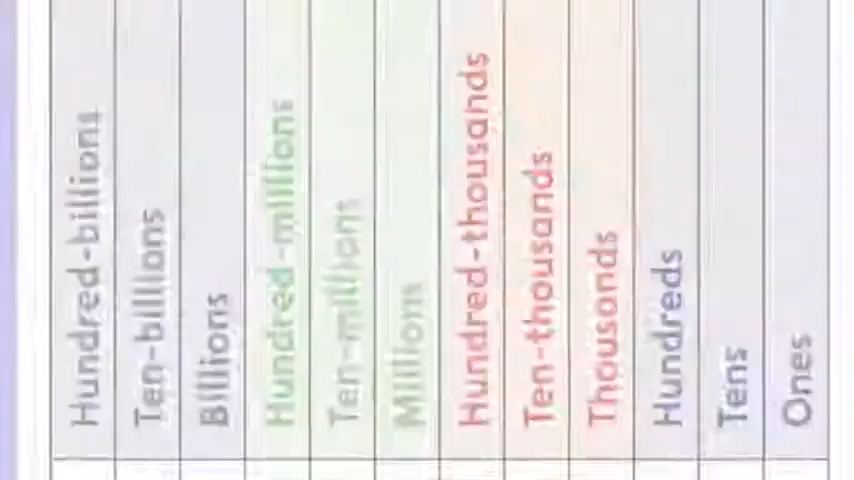 Hundred-billions
Ten-billions
Billions
Hundred-millions
Ten-millions
Millions
Hundred-thousands
Ten-thousands
Thousands
Hundreds
Tens
Ones